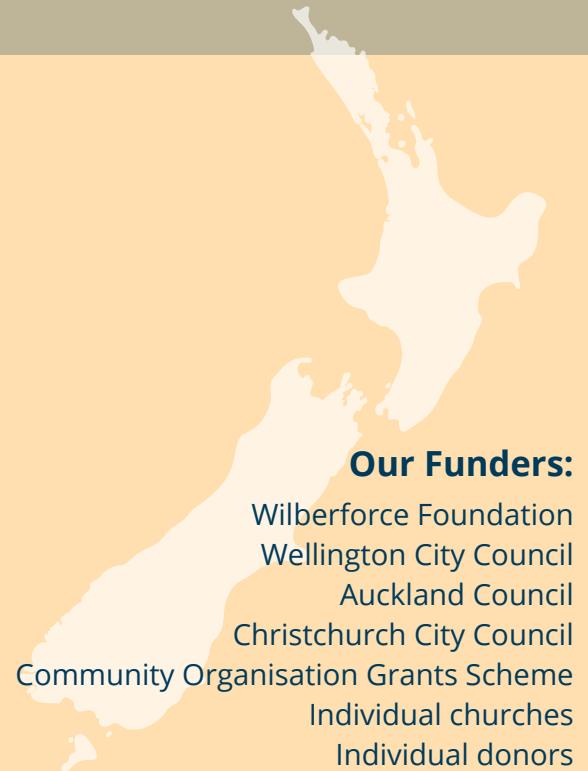 Our Funders:
Wilberforce Foundation
Wellington City Council
Auckland Council
Christchurch City Council
Community Organisation Grants Scheme
Individual churches
Individual donors